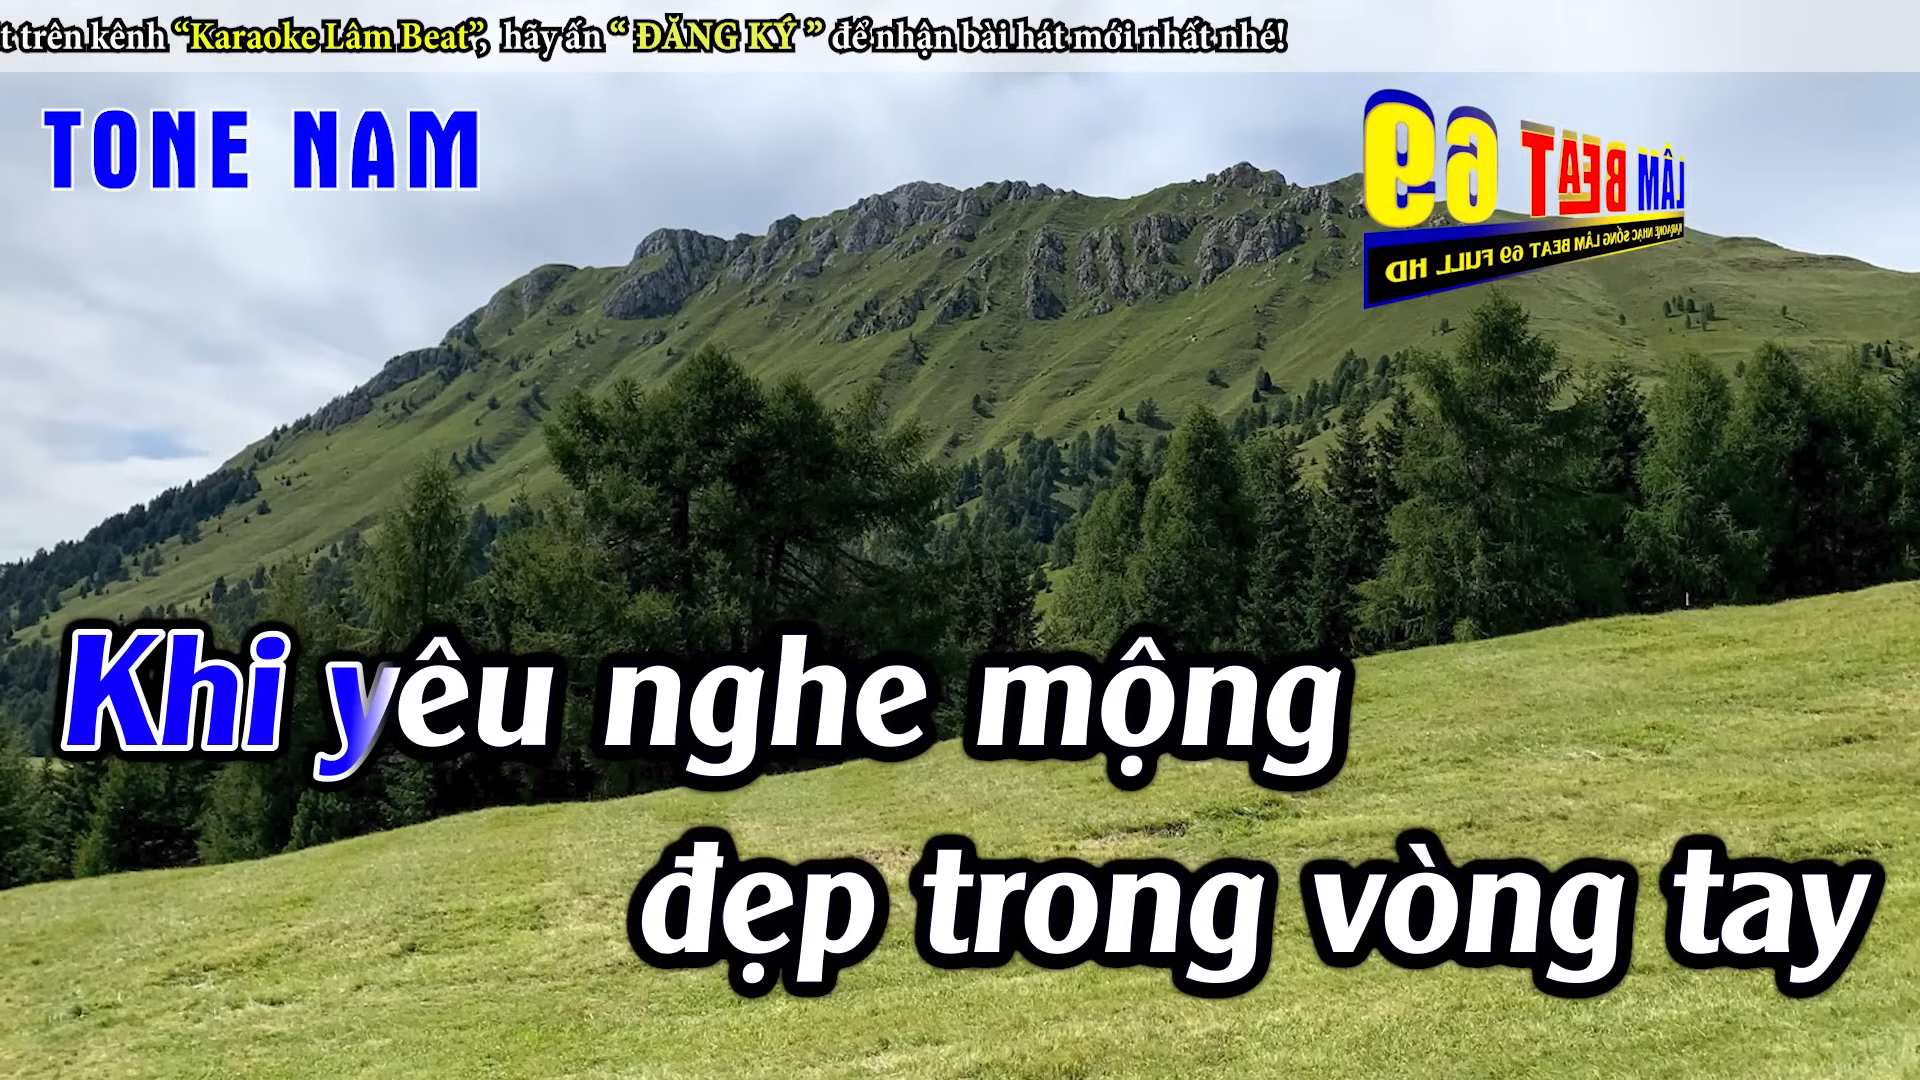 t trên kênh “Karaoke Lâm Beat”, hãy ấn “ ĐĂNG KÝ ” để nhận bài hát mới nhất nhé!
TONE NAM
LÂM BEAT 69
KARAOKE NHẠC SỐNG LÂM BEAT 69 FULL HD
Khi yêu nghe mộng
đẹp trong vòng tay